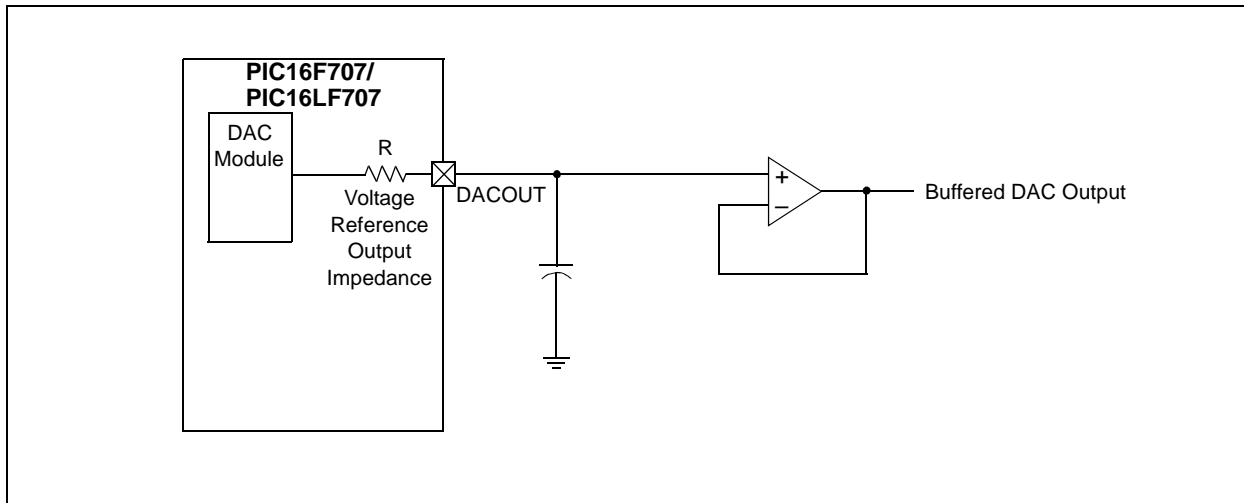 PIC16F707/
PIC16LF707
DAC
Module
R
Voltage
Reference
Output
Impedance
DACOUT
+
–
Buffered DAC Output